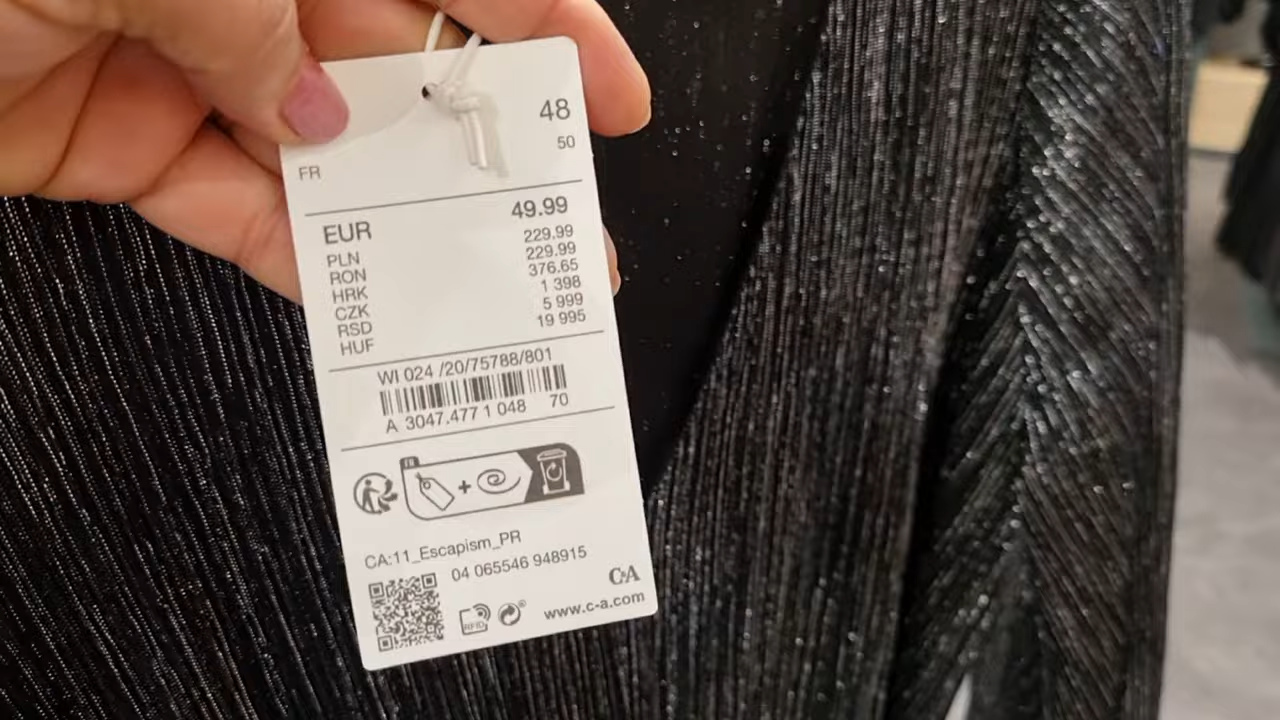 48
FR 50
EUR 49.99
PLN 229.99
RON 229.99
HRK 376.65
CZK 1 398
RSD 5 999
HUF 19 995
WI 024 /20/75788/801
A 3047.477 1 048 70
FR
+
CA:11_Escapism_PR
04 065546 948915
C&A
RFID
www.c-a.com